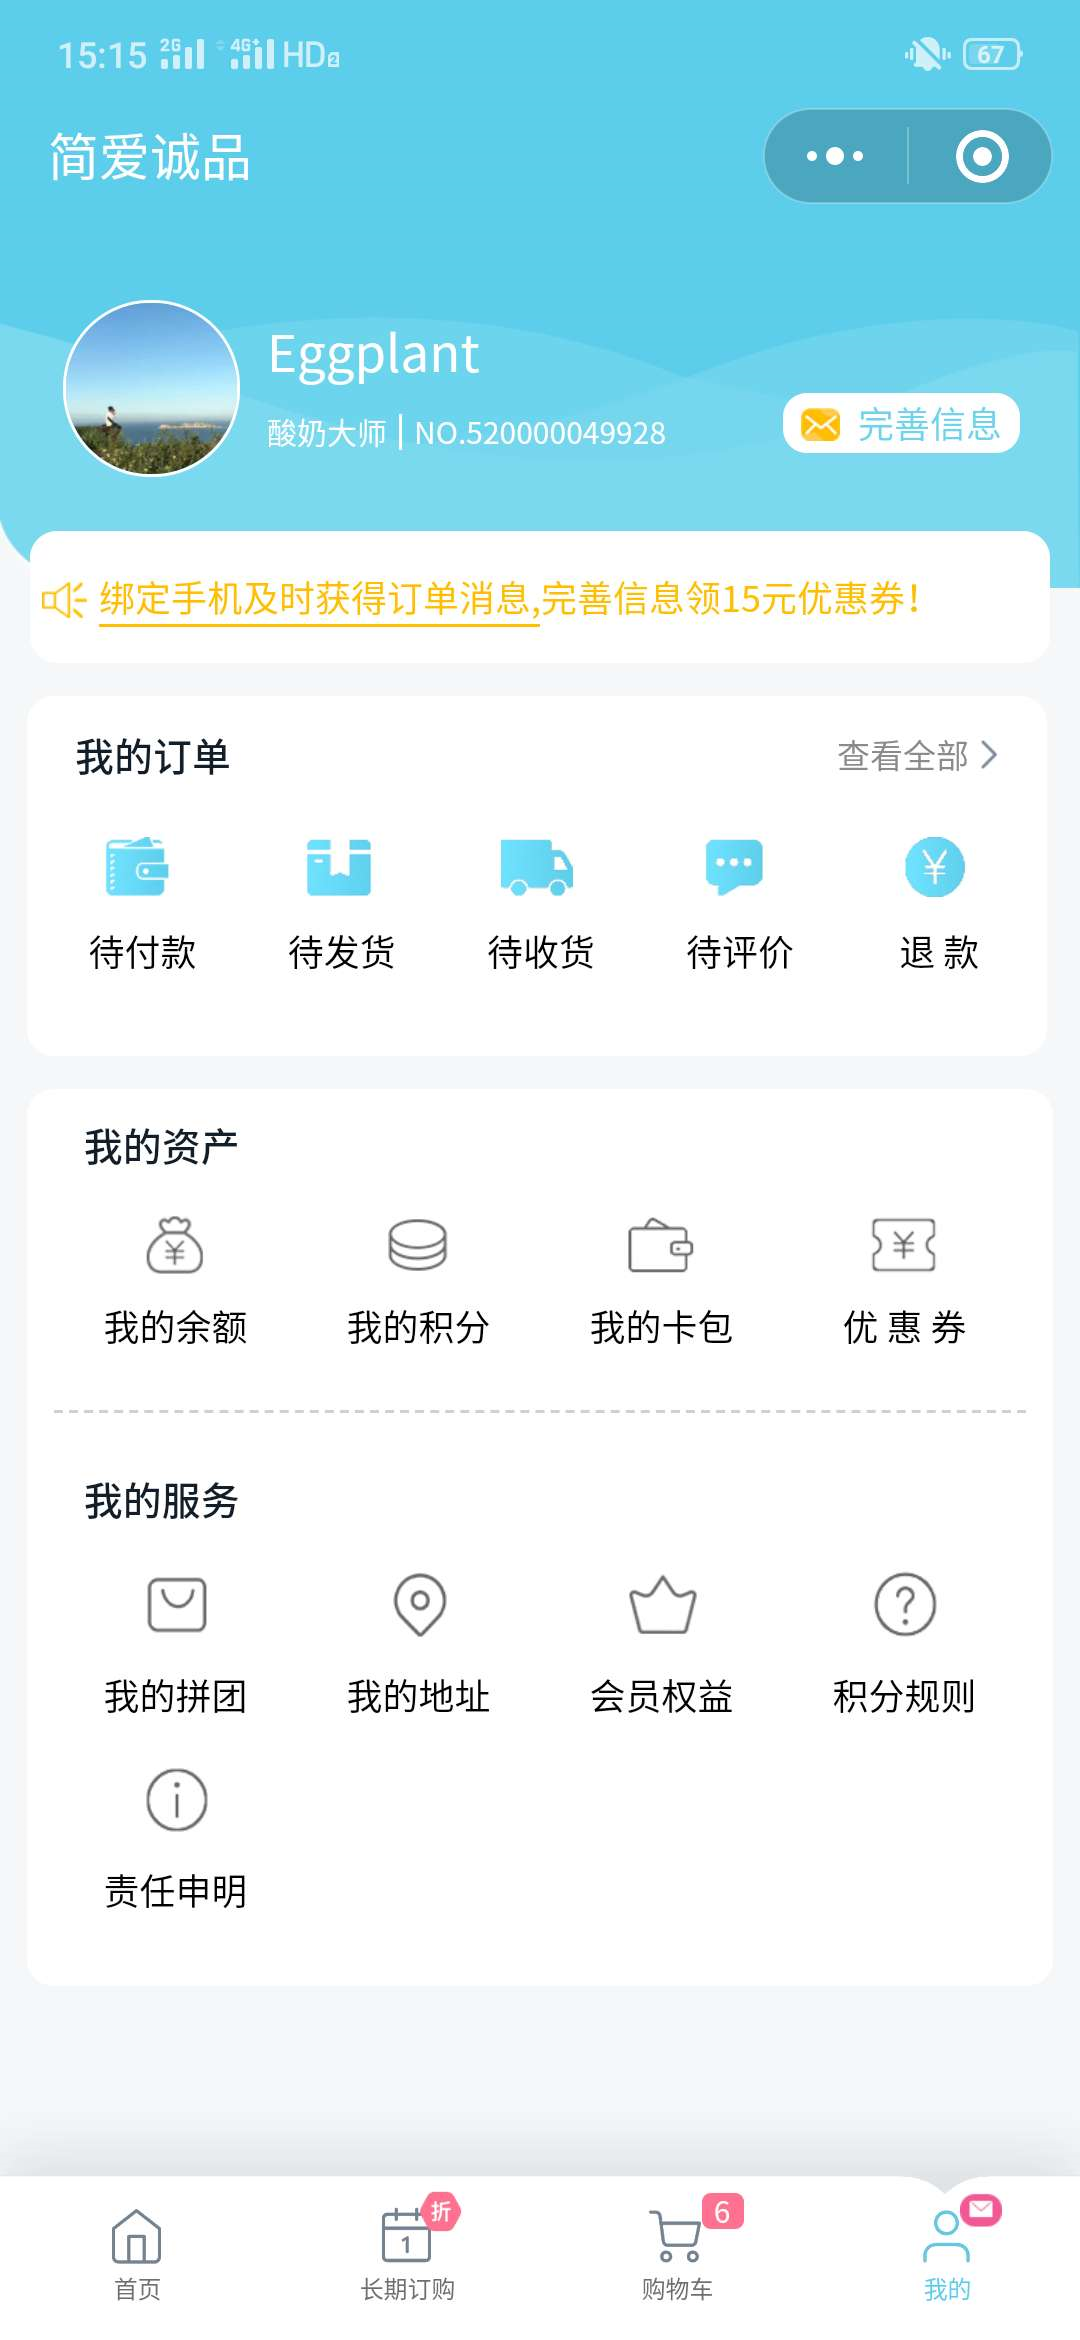 15:15 2G 4G+ HD2 67
简爱诚品
Eggplant
酸奶大师 | NO.520000049928
完善信息
绑定手机及时获得订单消息,完善信息领15元优惠券!
我的订单
查看全部
待付款 待发货 待收货 待评价 退 款
我的资产
我的余额 我的积分 我的卡包 优 惠 券
我的服务
我的拼团 我的地址 会员权益 积分规则
责任申明
折
1
6
首页 长期订购 购物车 我的